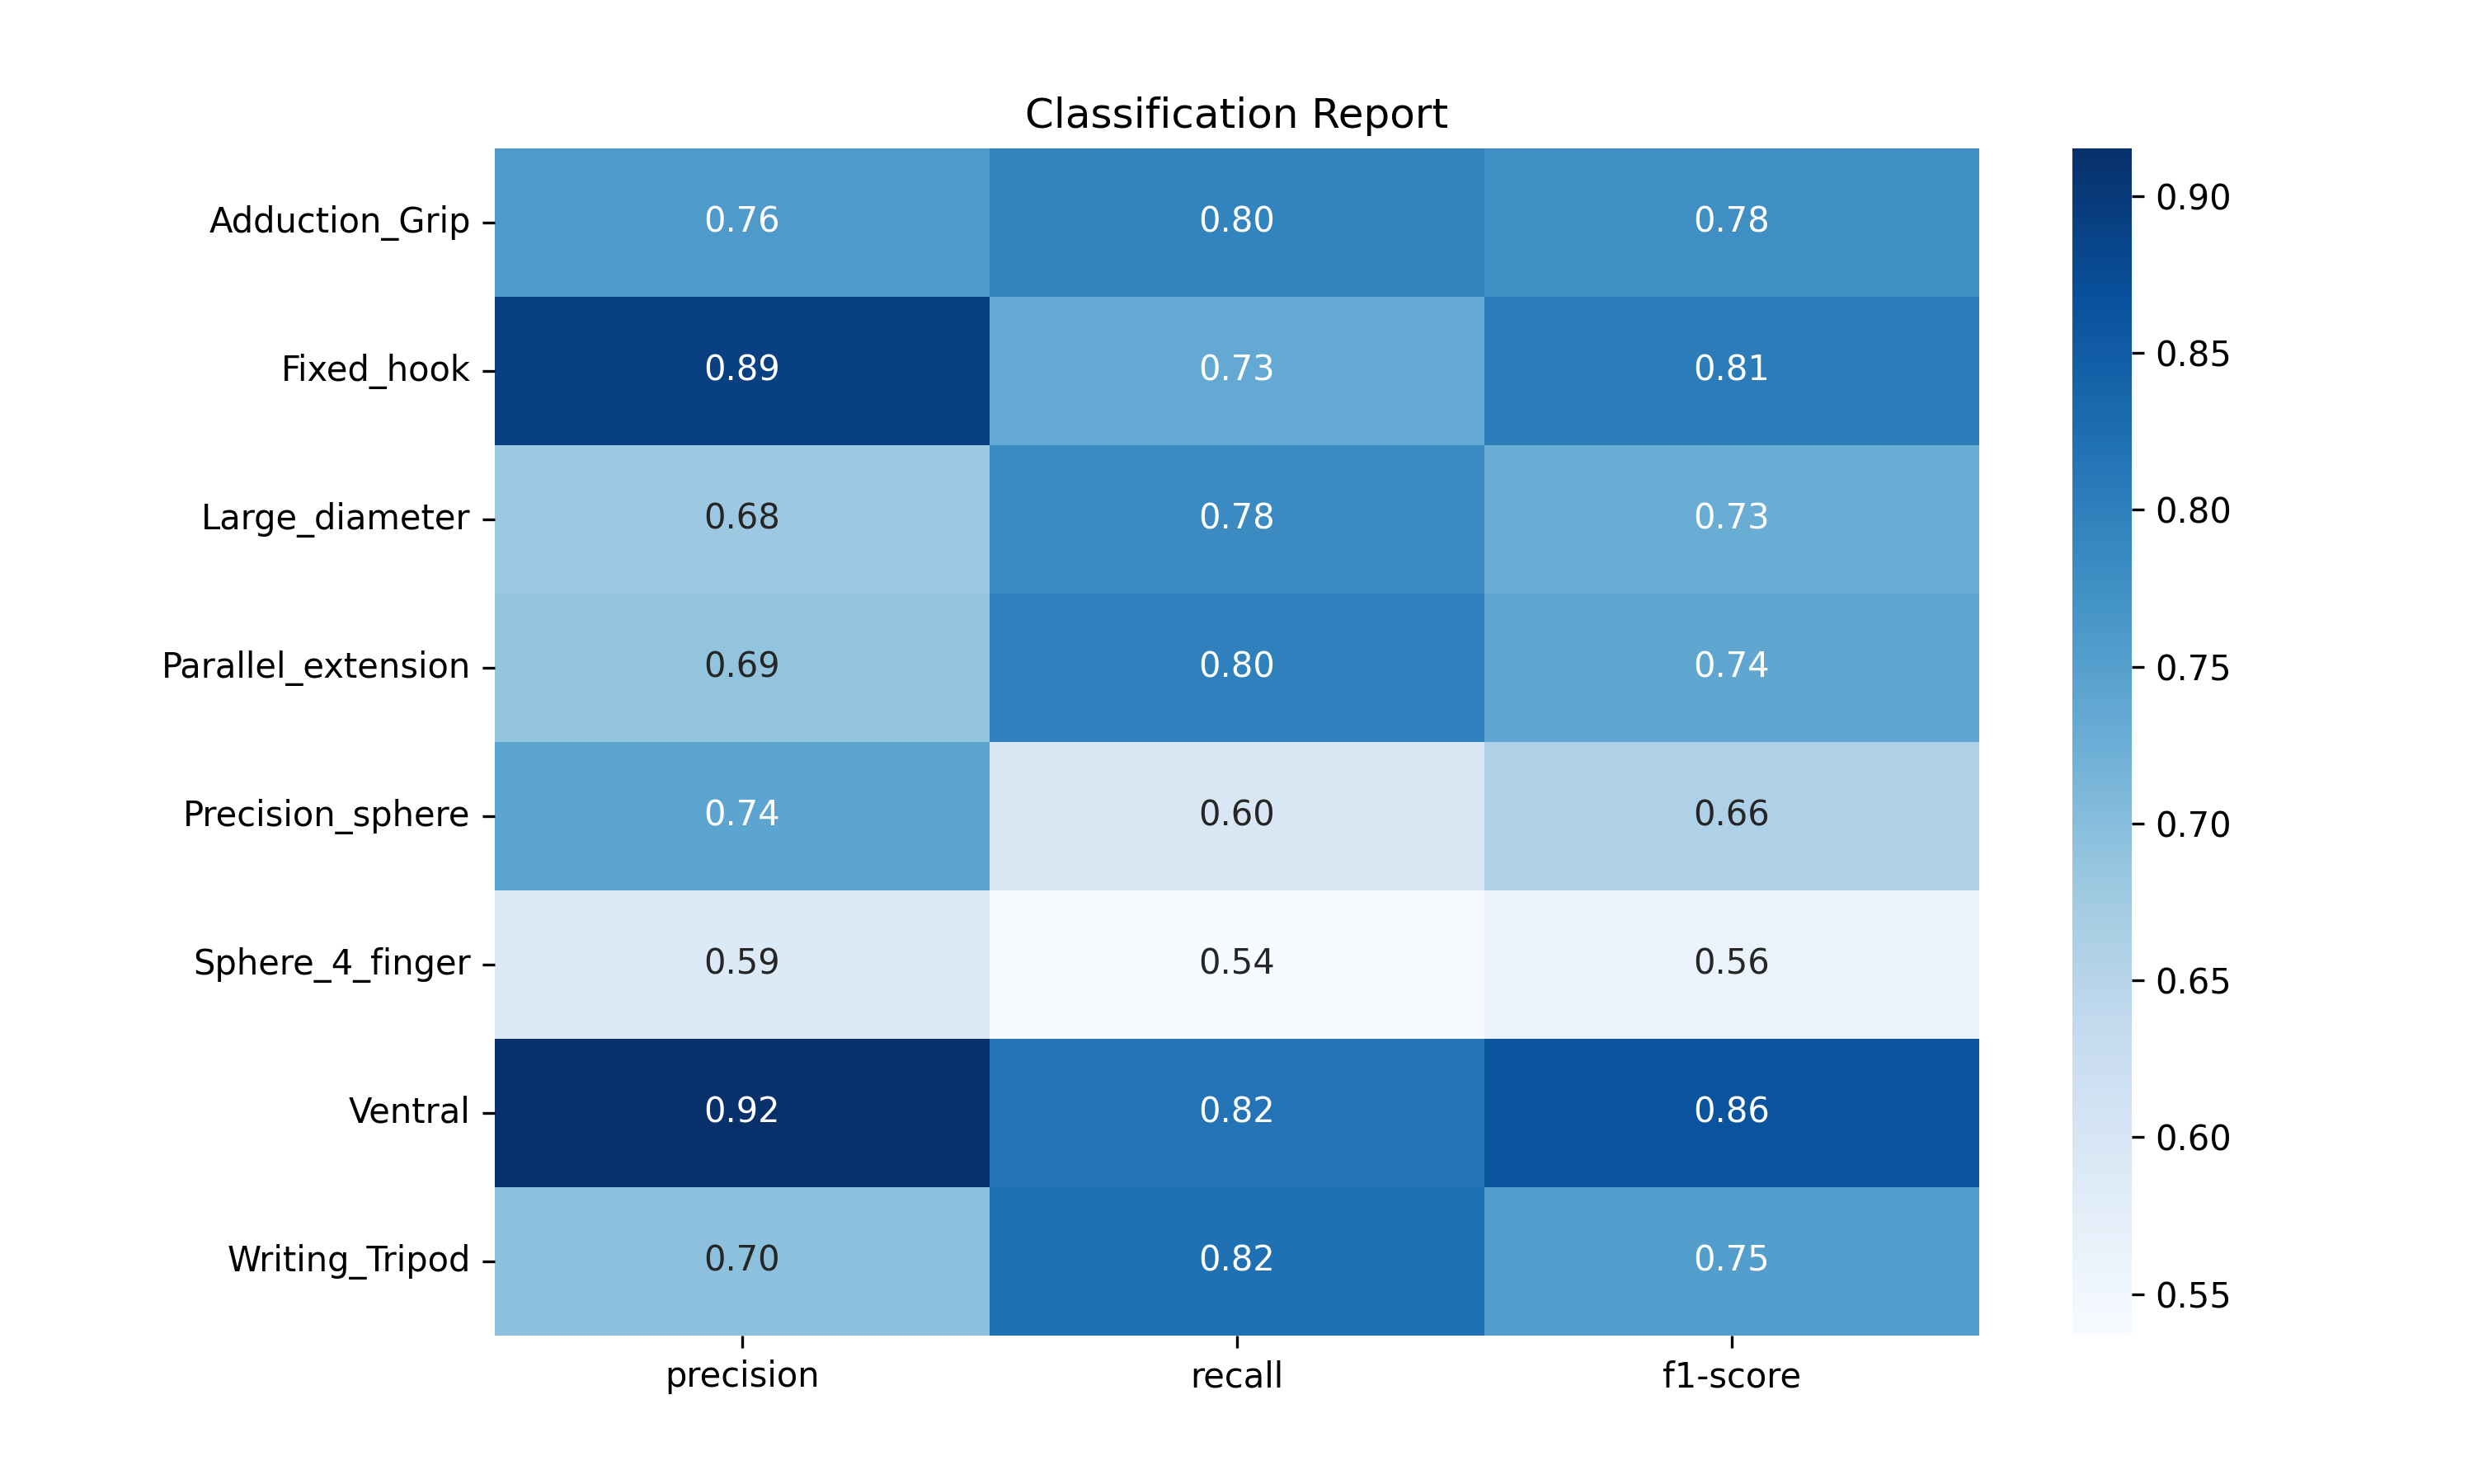 Classification Report
Adduction_Grip 0.76 0.80 0.78
Fixed_hook 0.89 0.73 0.81
Large_diameter 0.68 0.78 0.73
Parallel_extension 0.69 0.80 0.74
Precision_sphere 0.74 0.60 0.66
Sphere_4_finger 0.59 0.54 0.56
Ventral 0.92 0.82 0.86
Writing_Tripod 0.70 0.82 0.75
precision recall f1-score
0.90
0.85
0.80
0.75
0.70
0.65
0.60
0.55